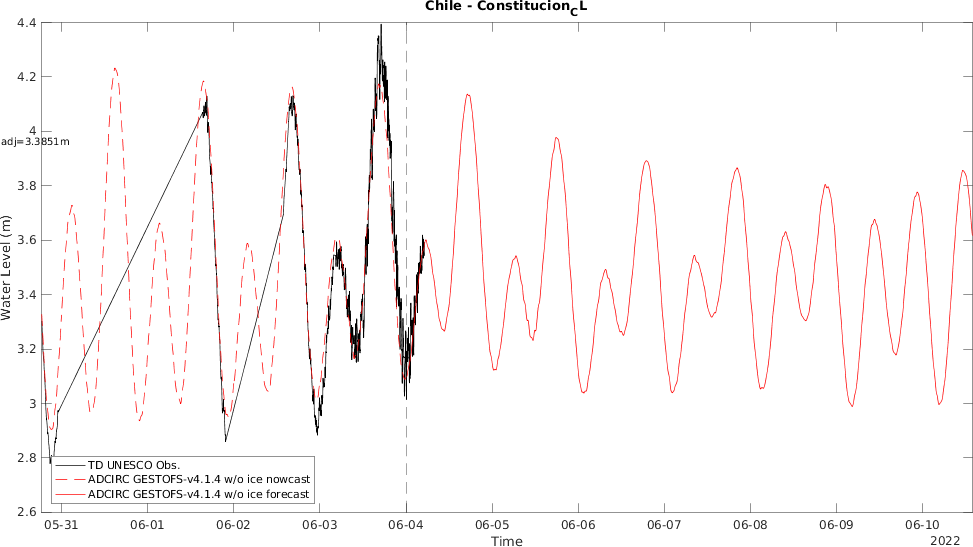 Chile - Constitucion_CL
4.4
4.2
4
adj=3.3851m
3.8
3.6
3.4
3.2
3
2.8
2.6
Water Level (m)
TD UNESCO Obs.
ADCIRC GESTOFS-v4.1.4 w/o ice nowcast
ADCIRC GESTOFS-v4.1.4 w/o ice forecast
05-31 06-01 06-02 06-03 06-04 06-05 06-06 06-07 06-08 06-09 06-10
Time
2022